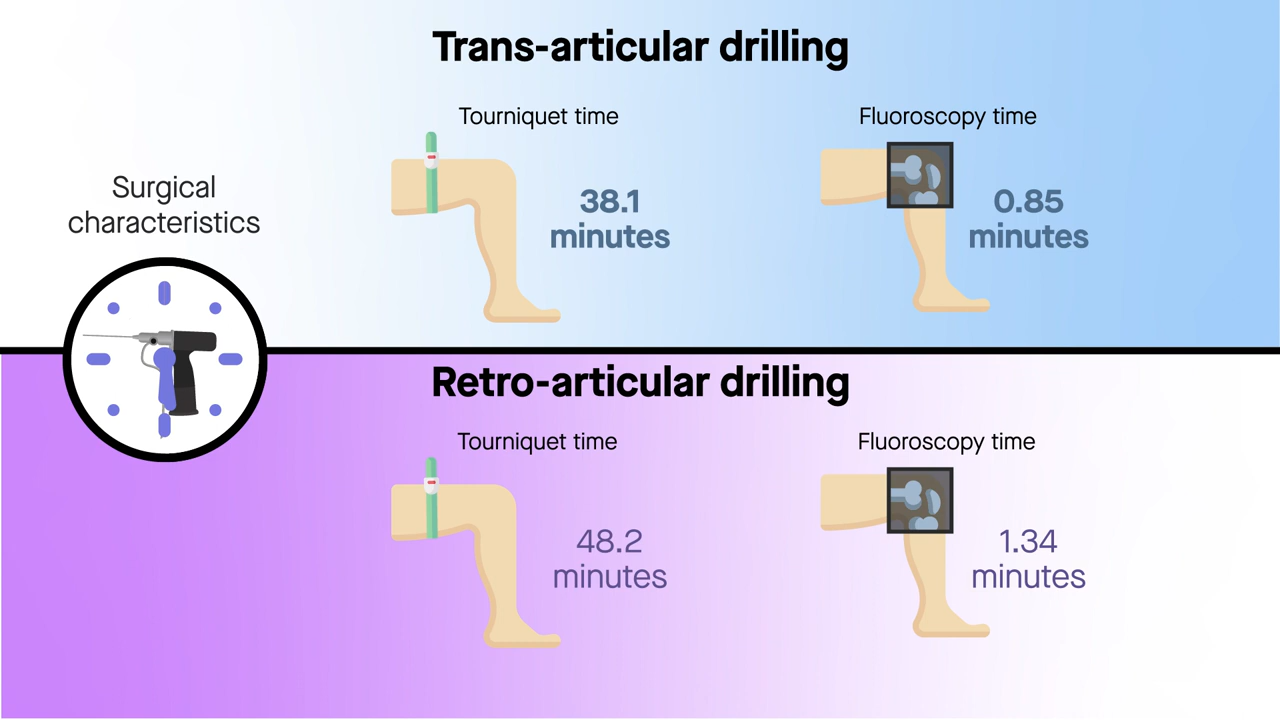 Trans-articular drilling
Tourniquet time
Fluoroscopy time
38.1
minutes
0.85
minutes
Surgical
characteristics
Retro-articular drilling
Tourniquet time
Fluoroscopy time
48.2
minutes
1.34
minutes